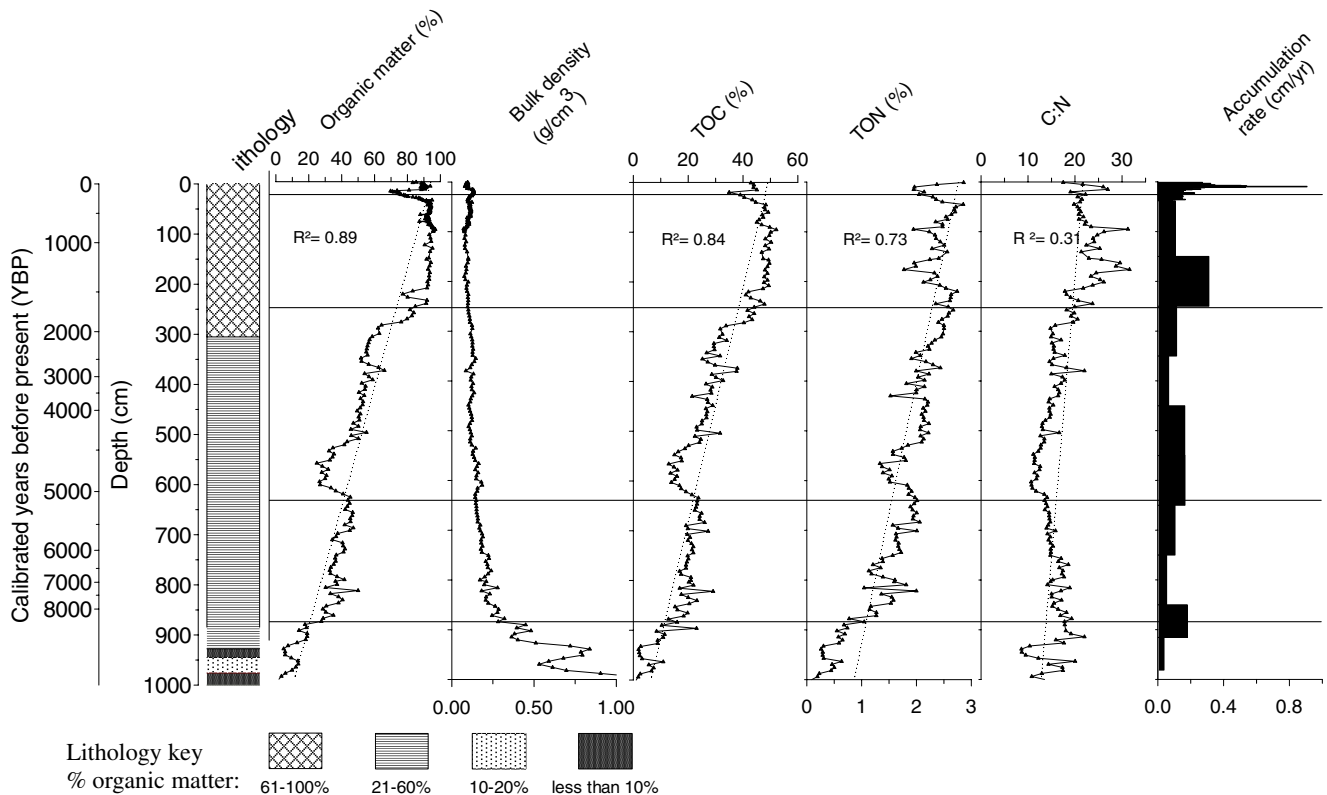 ithology
Organic matter (%)
Bulk density
(g/cm3)
TOC (%)
TON (%)
C:N
Accumulation
rate (cm/yr)
0 20 40 60 80 100
0 20 40 60
0 10 20 30
Calibrated years before present (YBP)
0
1000
2000
3000
4000
5000
6000
7000
8000
Depth (cm)
0
100
200
300
400
500
600
700
800
900
1000
R²= 0.89
R²= 0.84
R²= 0.73
R ²= 0.31
0.00 0.50 1.00
0 1 2 3
0.0 0.4 0.8
Lithology key
% organic matter:
61-100% 21-60% 10-20% less than 10%